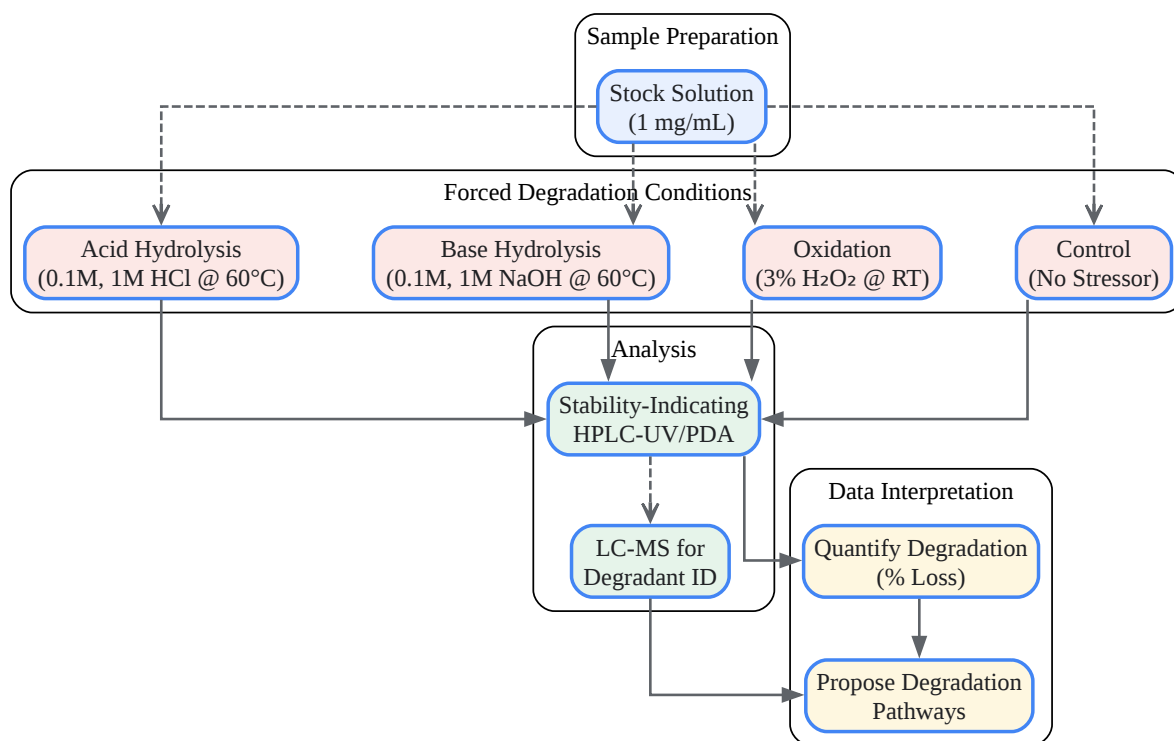 Sample Preparation
Stock Solution
(1 mg/mL)
Forced Degradation Conditions
Acid Hydrolysis
(0.1M, 1M HCl @ 60°C)
Base Hydrolysis
(0.1M, 1M NaOH @ 60°C)
Oxidation
(3% H₂O₂ @ RT)
Control
(No Stressor)
Analysis
Stability-Indicating
HPLC-UV/PDA
LC-MS for
Degradant ID
Data Interpretation
Quantify Degradation
(% Loss)
Propose Degradation
Pathways